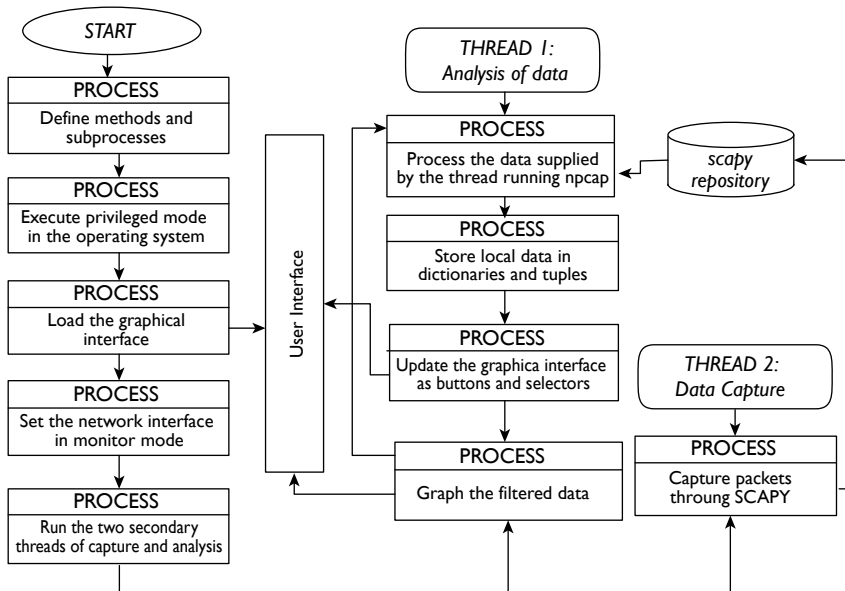 START
PROCESS
Define methods and
subprocesses
PROCESS
Execute privileged mode
in the operating system
PROCESS
Load the graphical
interface
PROCESS
Set the network interface
in monitor mode
PROCESS
Run the two secondary
threads of capture and analysis
User Interface
THREAD 1:
Analysis of data
PROCESS
Process the data supplied
by the thread running npcap
PROCESS
Store local data in
dictionaries and tuples
PROCESS
Update the graphica interface
as buttons and selectors
PROCESS
Graph the filtered data
scapy
repository
THREAD 2:
Data Capture
PROCESS
Capture packets
throung SCAPY